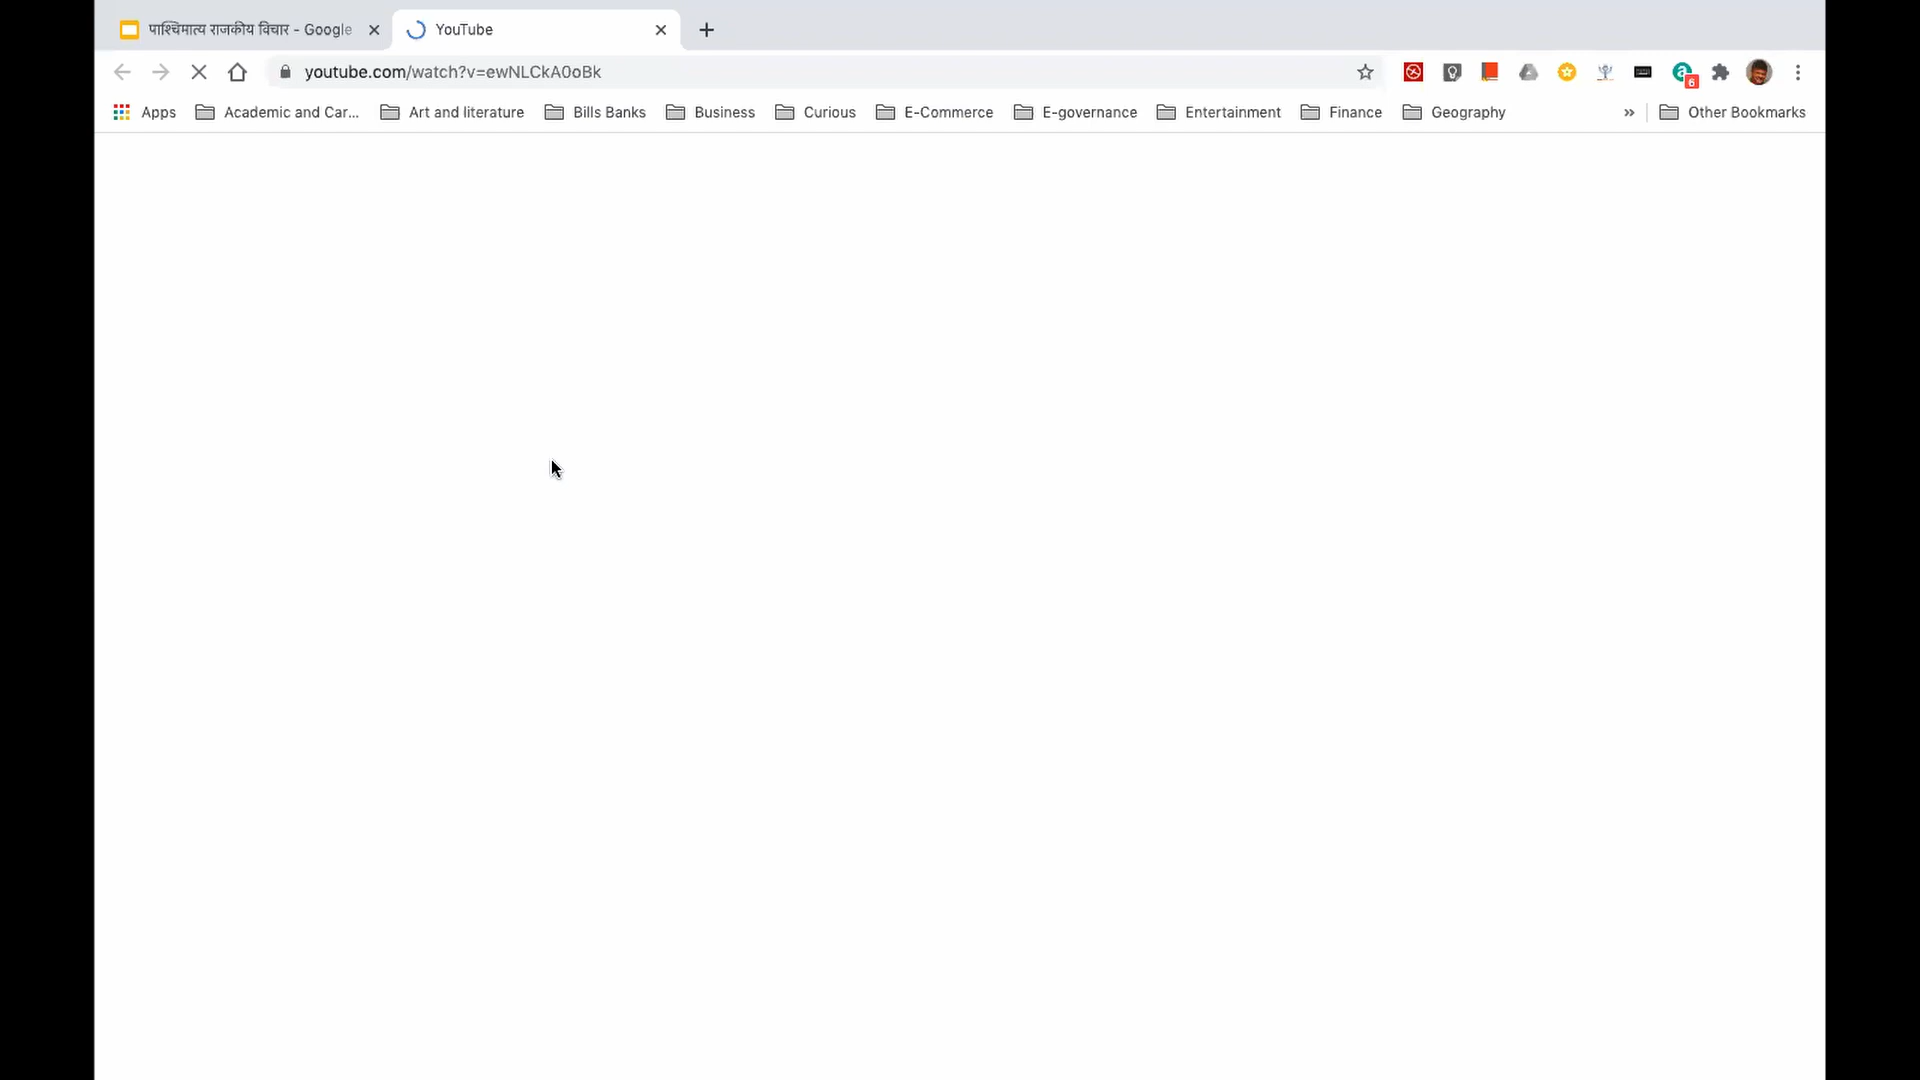 पाश्चिमात्य राजकीय विचार - Google
YouTube
youtube.com/watch?v=ewNLCkA0oBk
6
Apps
Academic and Car...
Art and literature
Bills Banks
Business
Curious
E-Commerce
E-governance
Entertainment
Finance
Geography
»
Other Bookmarks